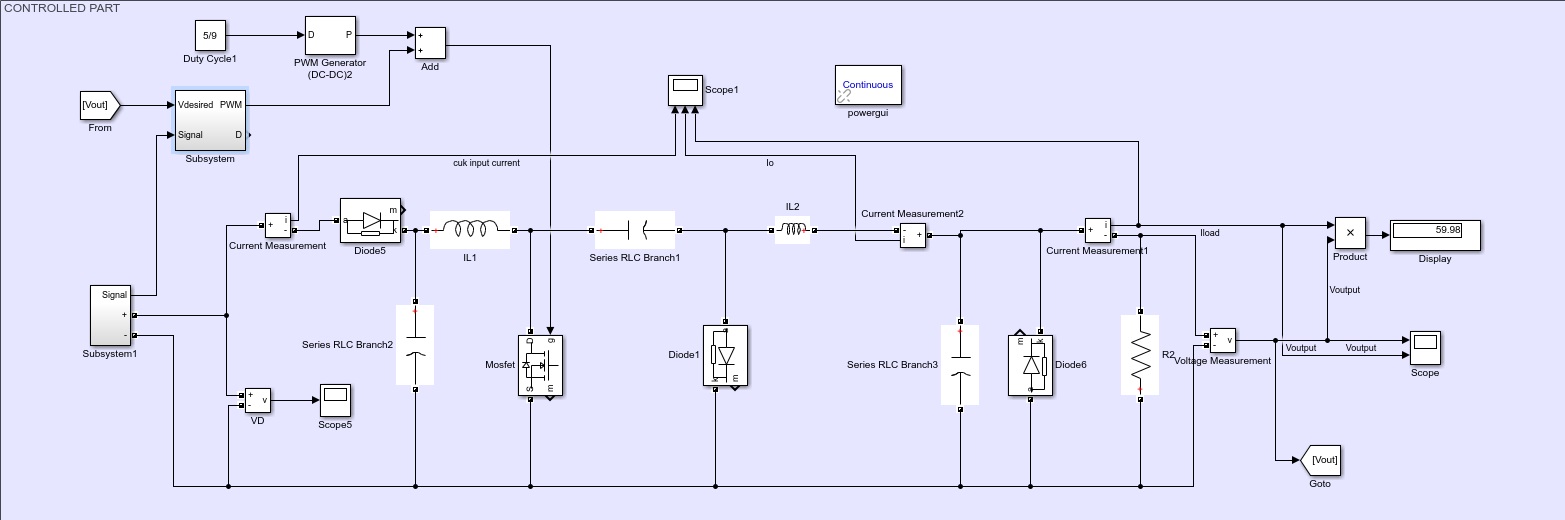 CONTROLLED PART
5/9
Duty Cycle1
D P
PWM Generator
(DC-DC)2
+
+
Add
[Vout]
From
Vdesired PWM
Signal D
Subsystem
Scope1
Continuous
powergui
cuk input current
Io
+ i
-
Current Measurement
a m
k
Diode5
+
IL1
+
Series RLC Branch1
IL2
+
Current Measurement2
-
i +
+ i
-
Current Measurement1
Iload
×
Product
59.98
Display
Voutput
Signal
+
-
Subsystem1
+
Series RLC Branch2
D g
S m
Mosfet
a
k m
Diode1
+
Series RLC Branch3
m k
a
Diode6
R2
+
+ v
-
Voltage Measurement
Voutput
Voutput
Scope
+ v
-
VD
Scope5
[Vout]
Goto